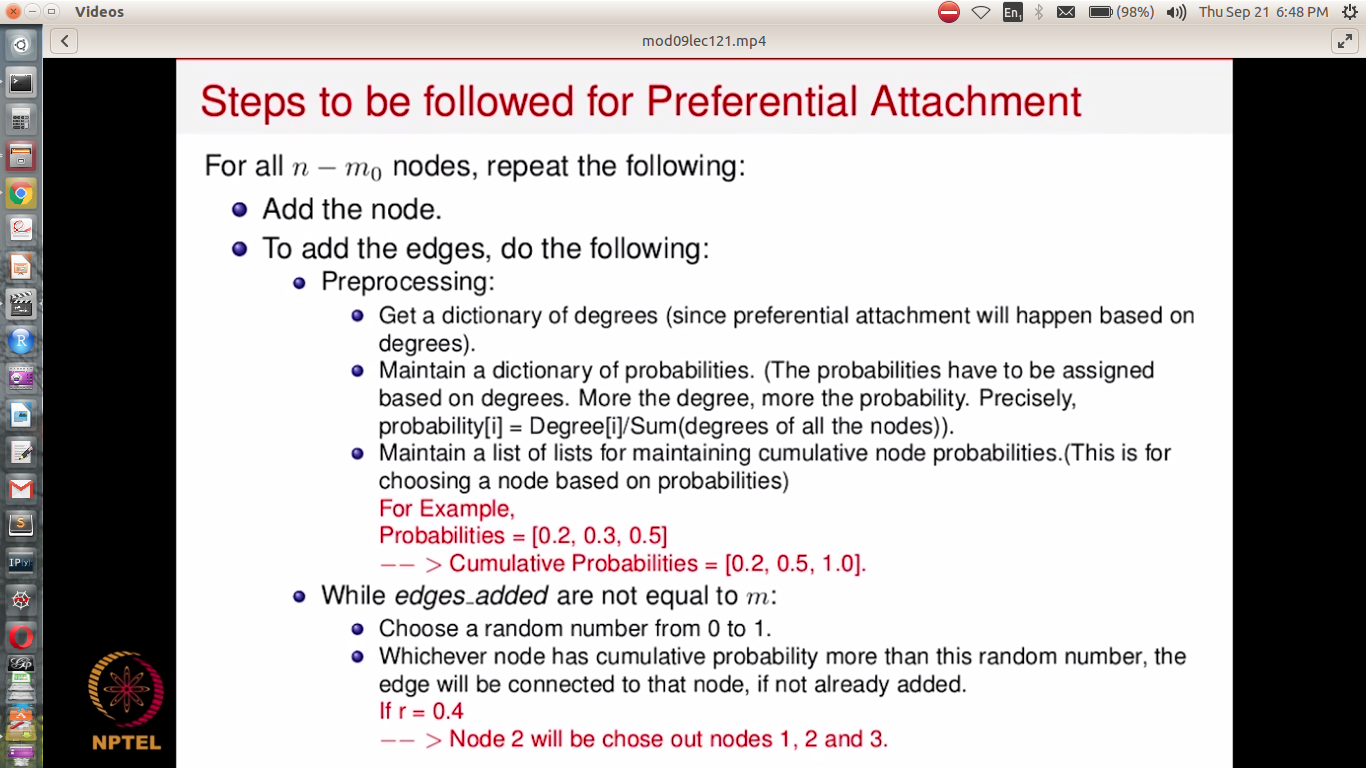 Videos
En1
(98%)
Thu Sep 21 6:48 PM
mod09lec121.mp4
Steps to be followed for Preferential Attachment
For all n − m0 nodes, repeat the following:
Add the node.
To add the edges, do the following:
Preprocessing:
Get a dictionary of degrees (since preferential attachment will happen based on
degrees).
Maintain a dictionary of probabilities. (The probabilities have to be assigned
based on degrees. More the degree, more the probability. Precisely,
probability[i] = Degree[i]/Sum(degrees of all the nodes)).
Maintain a list of lists for maintaining cumulative node probabilities.(This is for
choosing a node based on probabilities)
For Example,
Probabilities = [0.2, 0.3, 0.5]
−− > Cumulative Probabilities = [0.2, 0.5, 1.0].
While edges_added are not equal to m:
Choose a random number from 0 to 1.
Whichever node has cumulative probability more than this random number, the
edge will be connected to that node, if not already added.
If r = 0.4
−− > Node 2 will be chose out nodes 1, 2 and 3.
NPTEL
R
S
IP[y]: